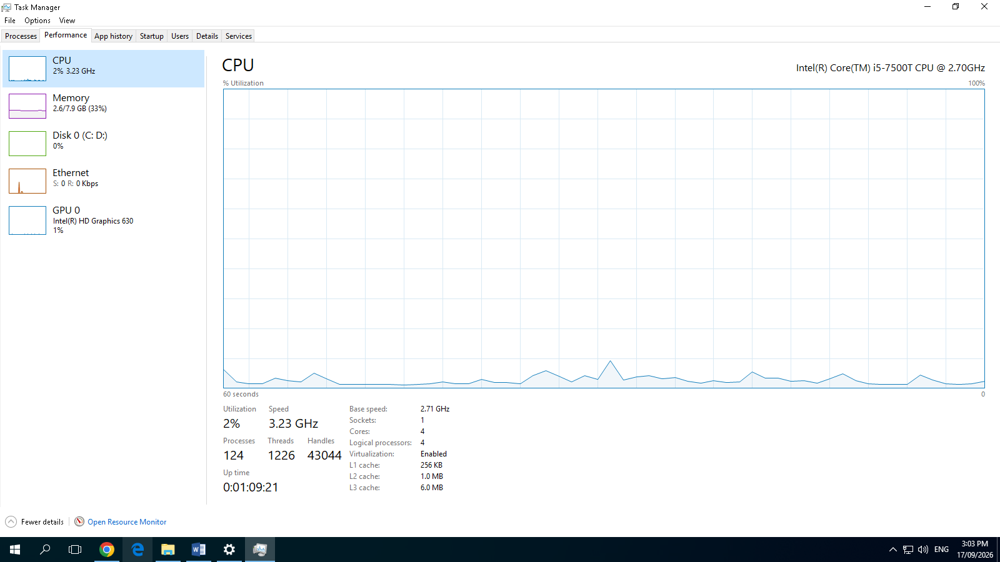 Task Manager
File Options View
Processes Performance App history Startup Users Details Services
CPU
2% 3.23 GHz
Memory
2.6/7.9 GB (33%)
Disk 0 (C: D:)
0%
Ethernet
S: 0 R: 0 Kbps
GPU 0
Intel(R) HD Graphics 630
1%
CPU
Intel(R) Core(TM) i5-7500T CPU @ 2.70GHz
% Utilization 100%
60 seconds 0
Utilization Speed
2% 3.23 GHz
Processes Threads Handles
124 1226 43044
Up time
0:01:09:21
Base speed: 2.71 GHz
Sockets: 1
Cores: 4
Logical processors: 4
Virtualization: Enabled
L1 cache: 256 KB
L2 cache: 1.0 MB
L3 cache: 6.0 MB
Fewer details Open Resource Monitor
ENG
3:03 PM
17/09/2026